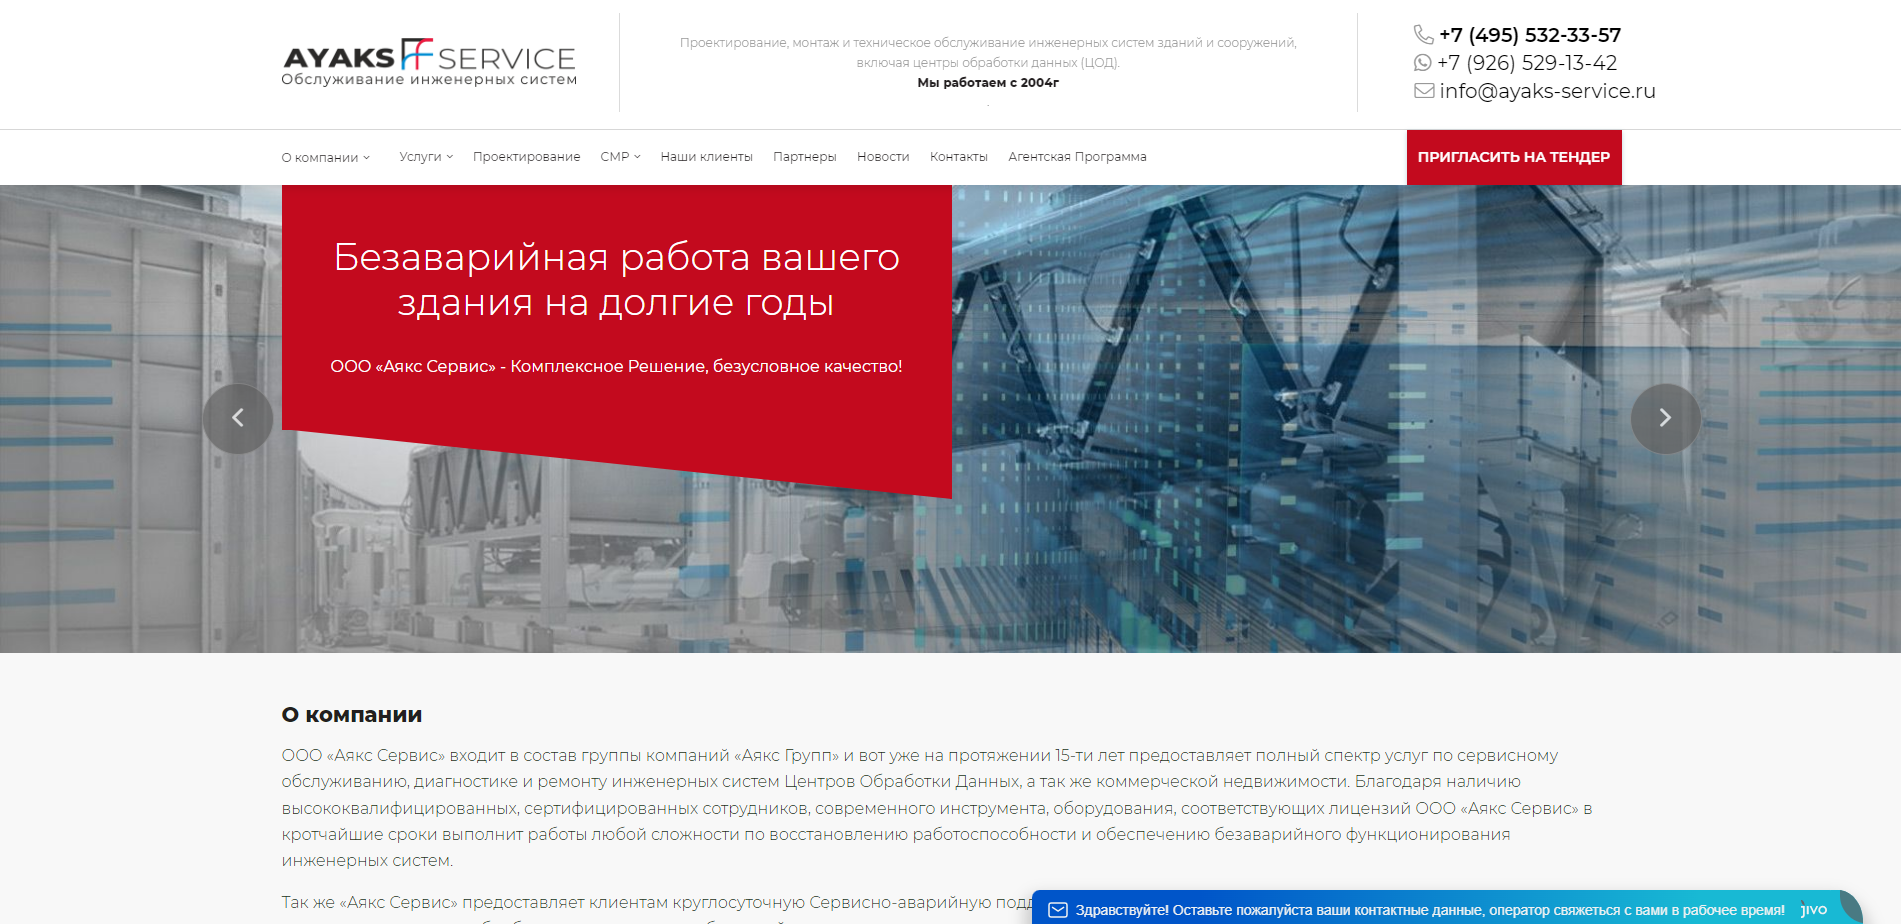 AYAKS SERVICE
Обслуживание инженерных систем
Проектирование, монтаж и техническое обслуживание инженерных систем зданий и сооружений,
включая центры обработки данных (ЦОД).
Мы работаем с 2004г
+7 (495) 532-33-57
+7 (926) 529-13-42
info@ayaks-service.ru
О компании Услуги Проектирование СМР Наши клиенты Партнеры Новости Контакты Агентская Программа
ПРИГЛАСИТЬ НА ТЕНДЕР
Безаварийная работа вашего
здания на долгие годы
ООО «Аякс Сервис» - Комплексное Решение, безусловное качество!
О компании
ООО «Аякс Сервис» входит в состав группы компаний «Аякс Групп» и вот уже на протяжении 15-ти лет предоставляет полный спектр услуг по сервисному
обслуживанию, диагностике и ремонту инженерных систем Центров Обработки Данных, а так же коммерческой недвижимости. Благодаря наличию
высококвалифицированных, сертифицированных сотрудников, современного инструмента, оборудования, соответствующих лицензий ООО «Аякс Сервис» в
кротчайшие сроки выполнит работы любой сложности по восстановлению работоспособности и обеспечению безаварийного функционирования
инженерных систем.
Так же «Аякс Сервис» предоставляет клиентам круглосуточную Сервисно-аварийную
Здравствуйте! Оставьте пожалуйста ваши контактные данные, оператор свяжеться с вами в рабочее время! jivo